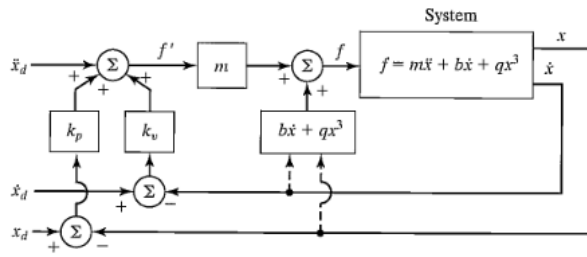 System
x
ẍ_d + Σ f′ m + Σ f f = mẍ + bẋ + qx³ ẋ
+ + +
k_p k_v bẋ + qx³
ẋ_d + Σ −
x_d + Σ −